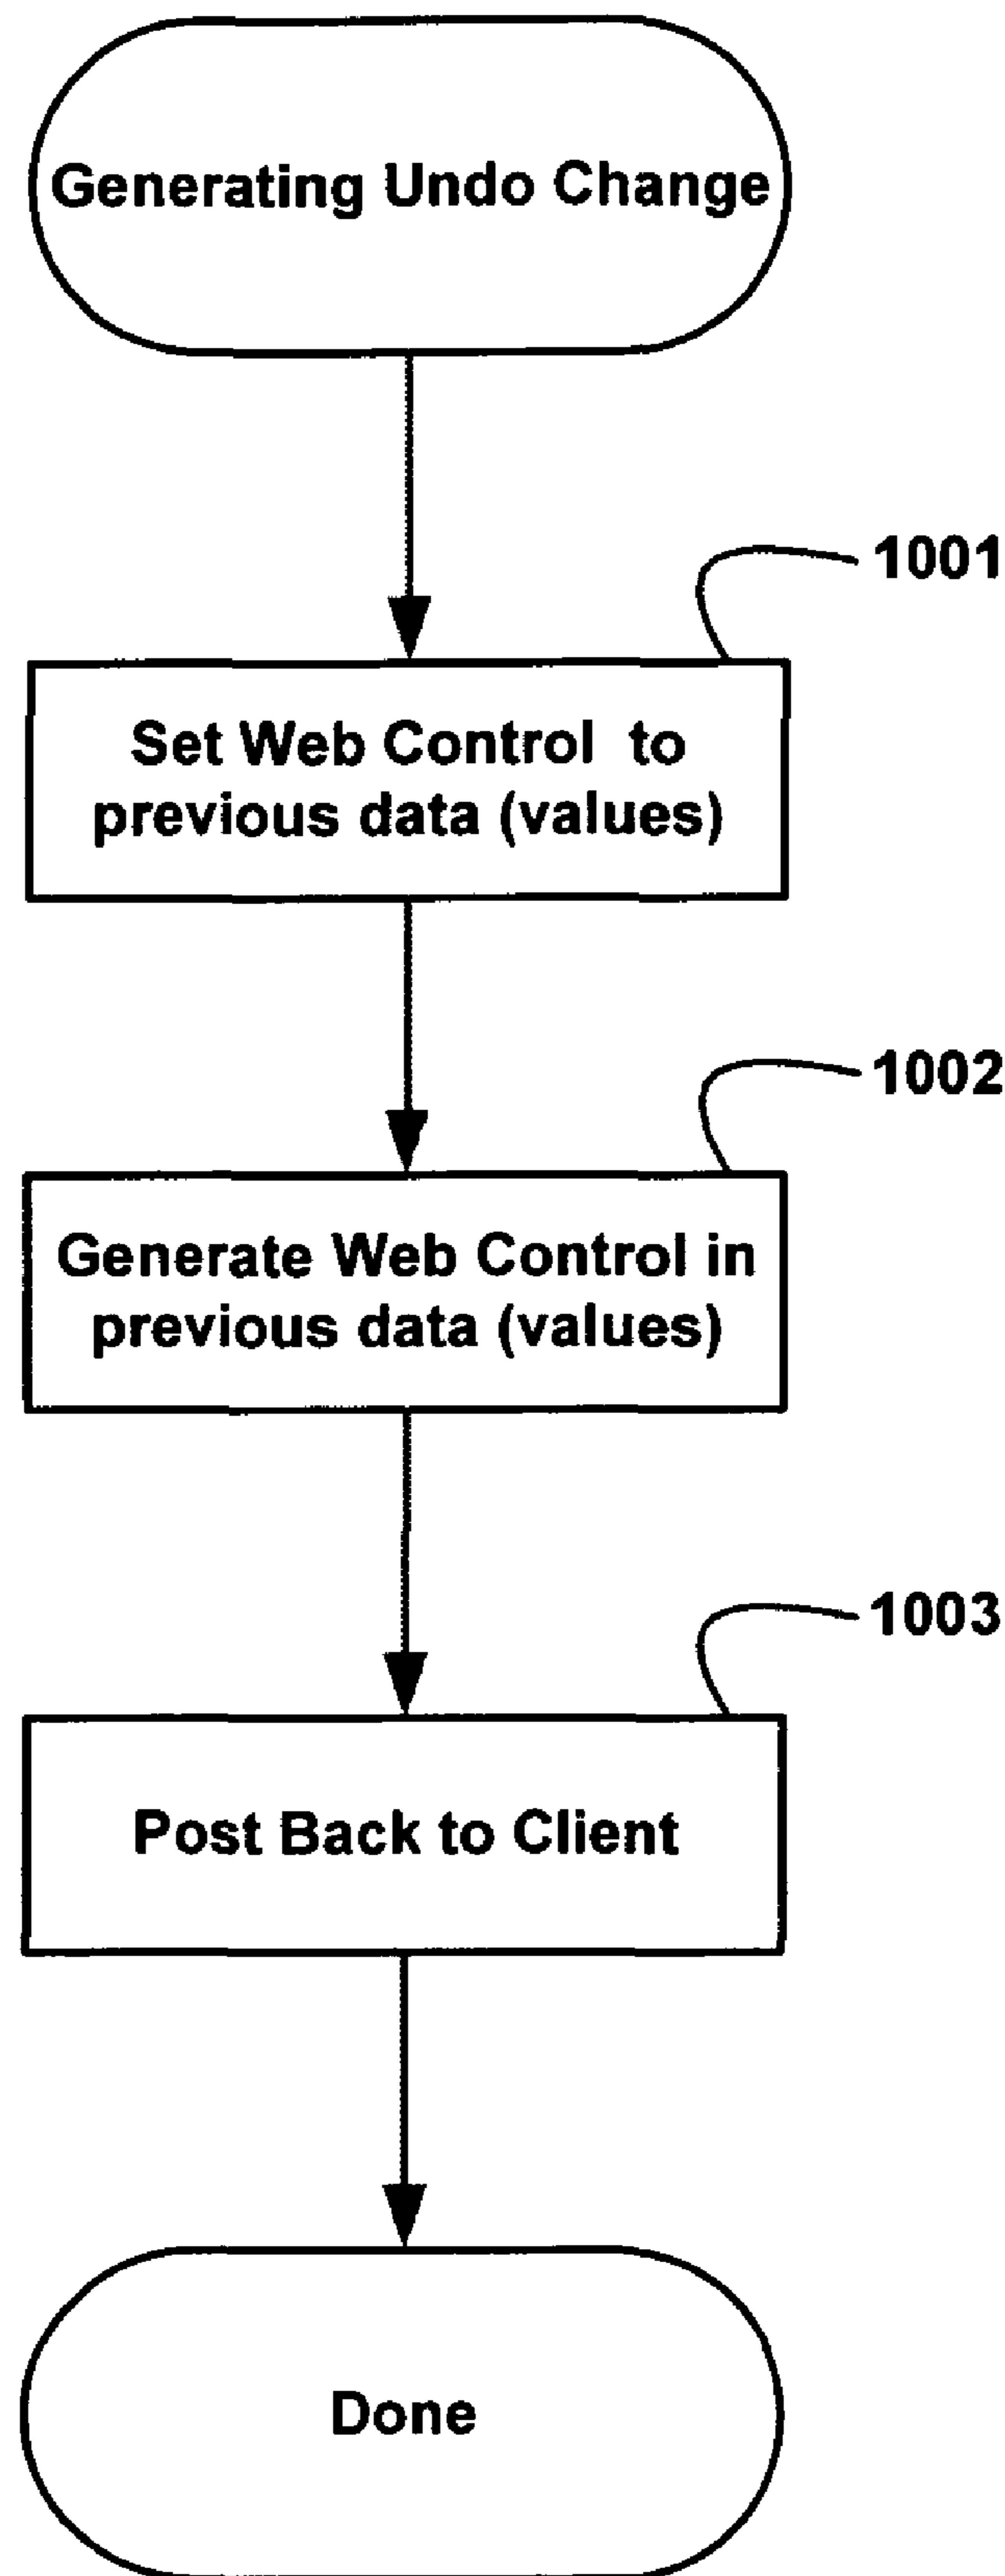 Generating Undo Change
1001
Set Web Control to
previous data (values)
1002
Generate Web Control in
previous data (values)
1003
Post Back to Client
Done